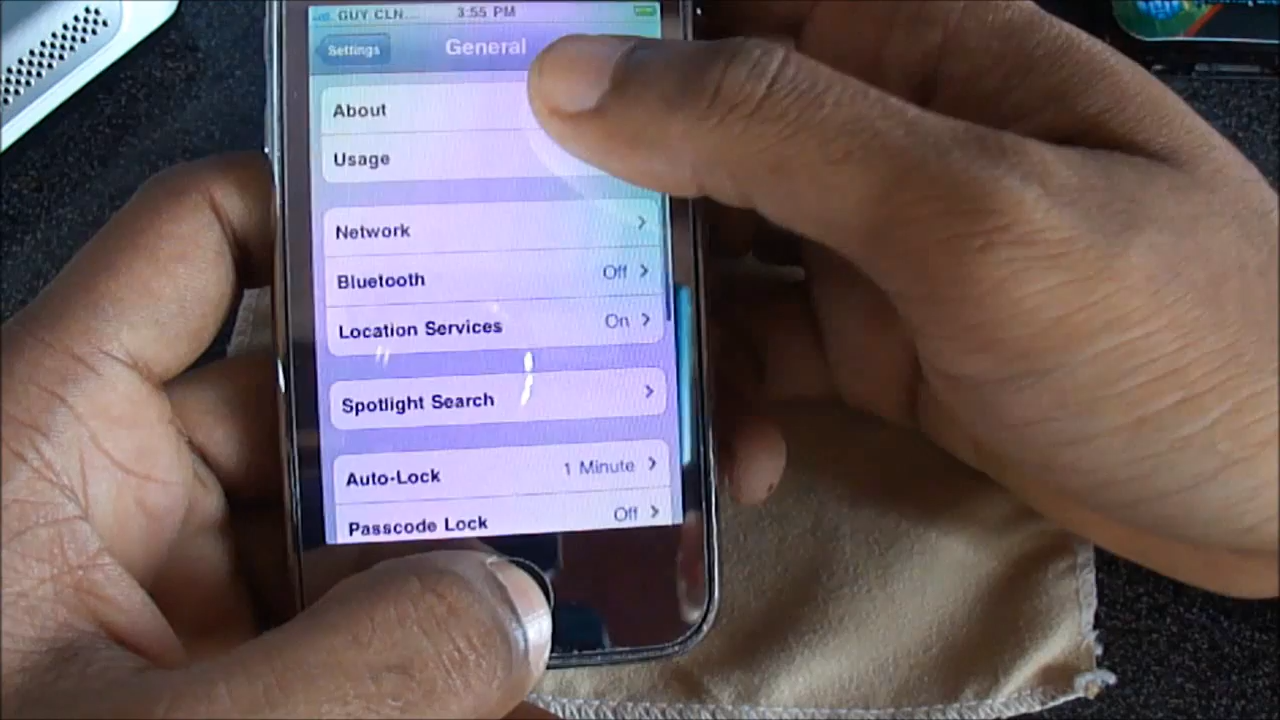 GUY CLN... 3:55 PM
Settings General
About
Usage
Network
Bluetooth Off
Location Services On
Spotlight Search
Auto-Lock 1 Minute
Passcode Lock Off